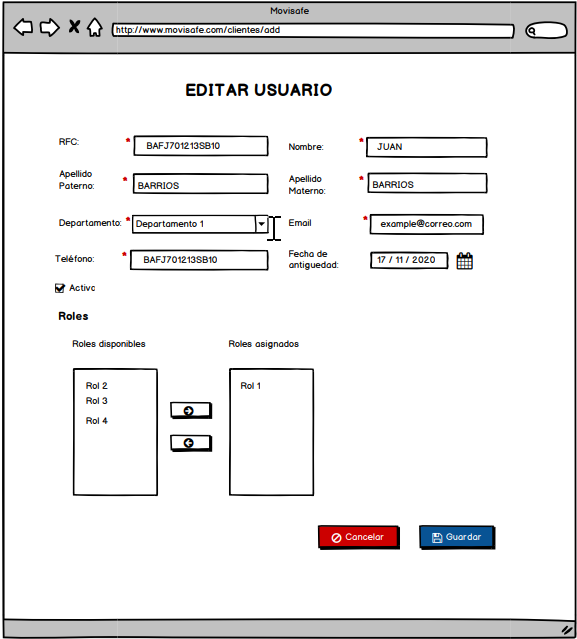 Movisafe
http://www.movisafe.com/clientes/add
EDITAR USUARIO
RFC: * BAFJ701213SB10 Nombre: * JUAN
Apellido Paterno: * BARRIOS Apellido Materno: * BARRIOS
Departamento: * Departamento 1 Email * example@correo.com
Teléfono: * BAFJ701213SB10 Fecha de antiguedad: 17 / 11 / 2020
Activo
Roles
Roles disponibles Roles asignados
Rol 2 Rol 1
Rol 3
Rol 4
Cancelar Guardar